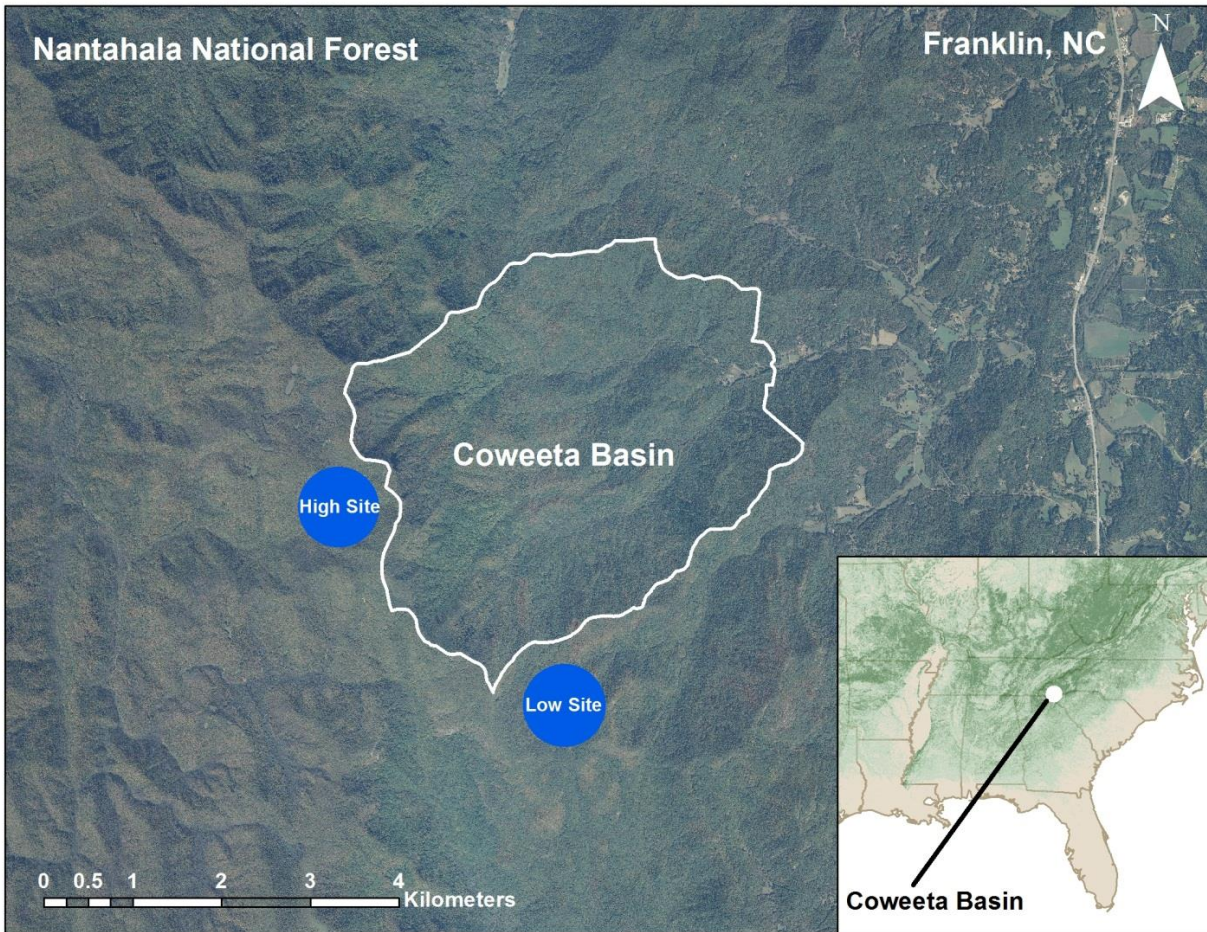 Nantahala National Forest
Franklin, NC
N
Coweeta Basin
High Site
Low Site
0 0.5 1 2 3 4
Kilometers
Coweeta Basin